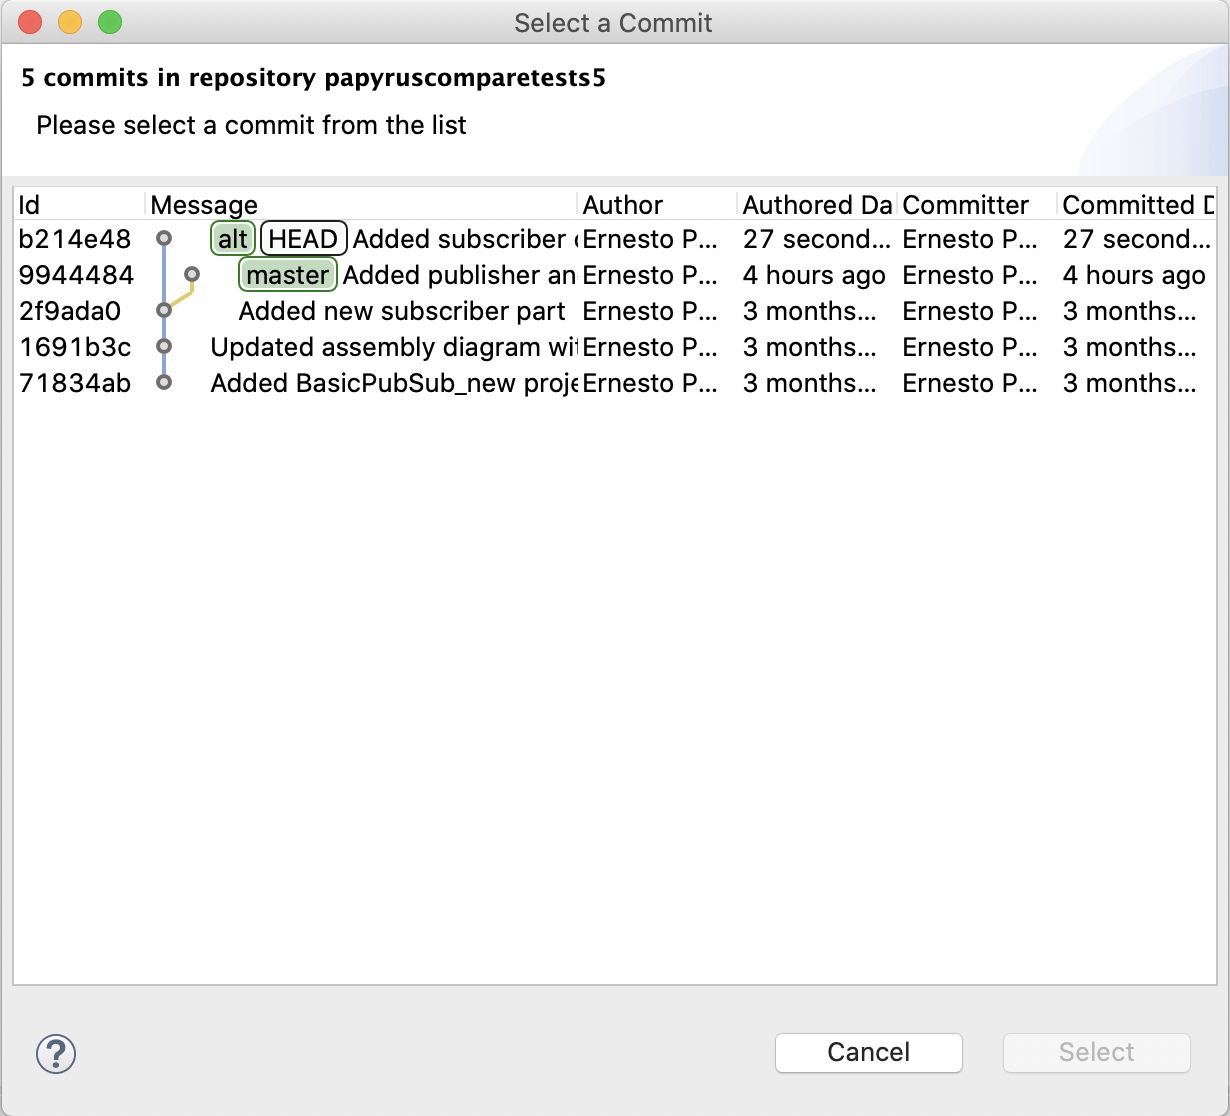 Select a Commit
5 commits in repository papyruscomparetests5
Please select a commit from the list
Id Message Author Authored Da Committer Committed D
b214e48 alt HEAD Added subscriber Ernesto P... 27 second... Ernesto P... 27 second...
9944484 master Added publisher an Ernesto P... 4 hours ago Ernesto P... 4 hours ago
2f9ada0 Added new subscriber part Ernesto P... 3 months... Ernesto P... 3 months...
1691b3c Updated assembly diagram wit Ernesto P... 3 months... Ernesto P... 3 months...
71834ab Added BasicPubSub_new proje Ernesto P... 3 months... Ernesto P... 3 months...
? Cancel Select